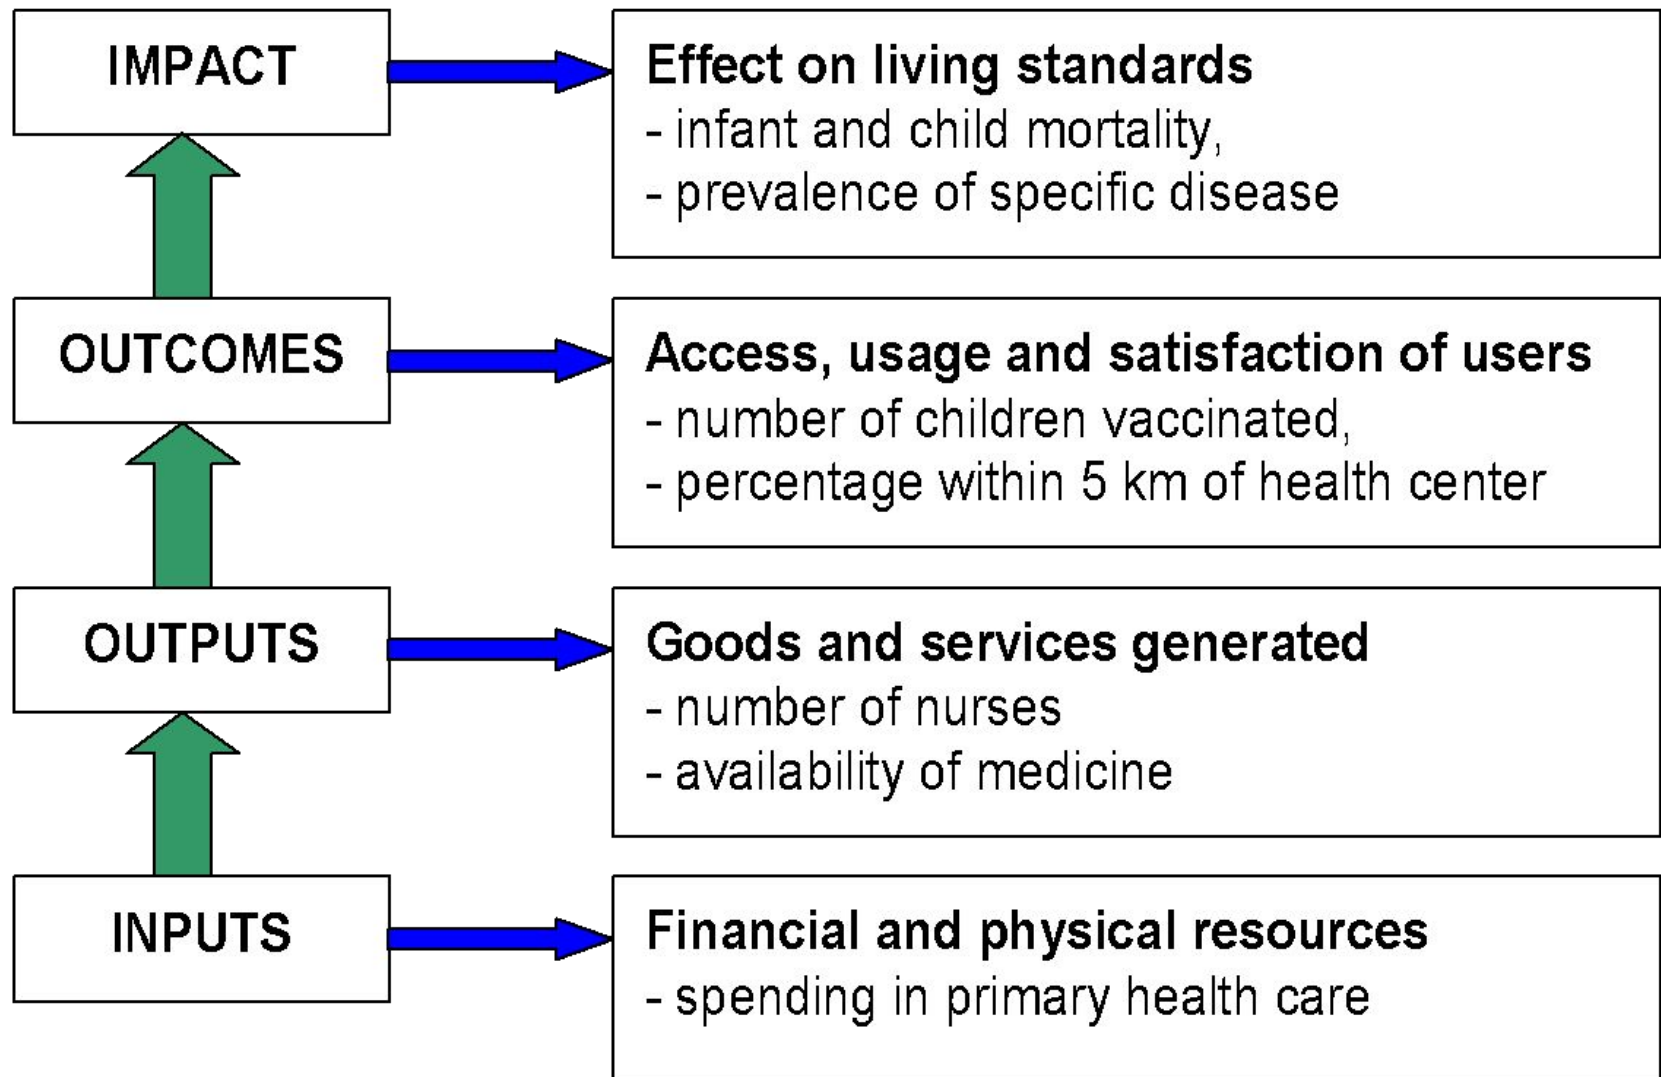 IMPACT
Effect on living standards
- infant and child mortality,
- prevalence of specific disease
OUTCOMES
Access, usage and satisfaction of users
- number of children vaccinated,
- percentage within 5 km of health center
OUTPUTS
Goods and services generated
- number of nurses
- availability of medicine
INPUTS
Financial and physical resources
- spending in primary health care